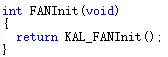 int FANInit(void)
{
return KAL_FANInit();
}